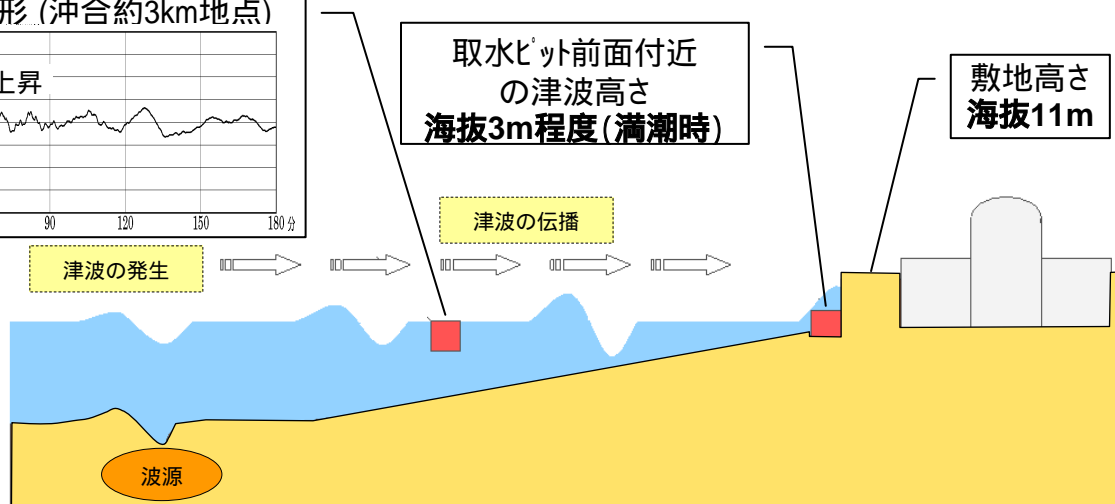 形 (沖合約3km地点)
上昇
90 120 150 180 分
取水ピット前面付近
の津波高さ
海抜3m程度(満潮時)
敷地高さ
海抜11m
津波の伝播
津波の発生
波源